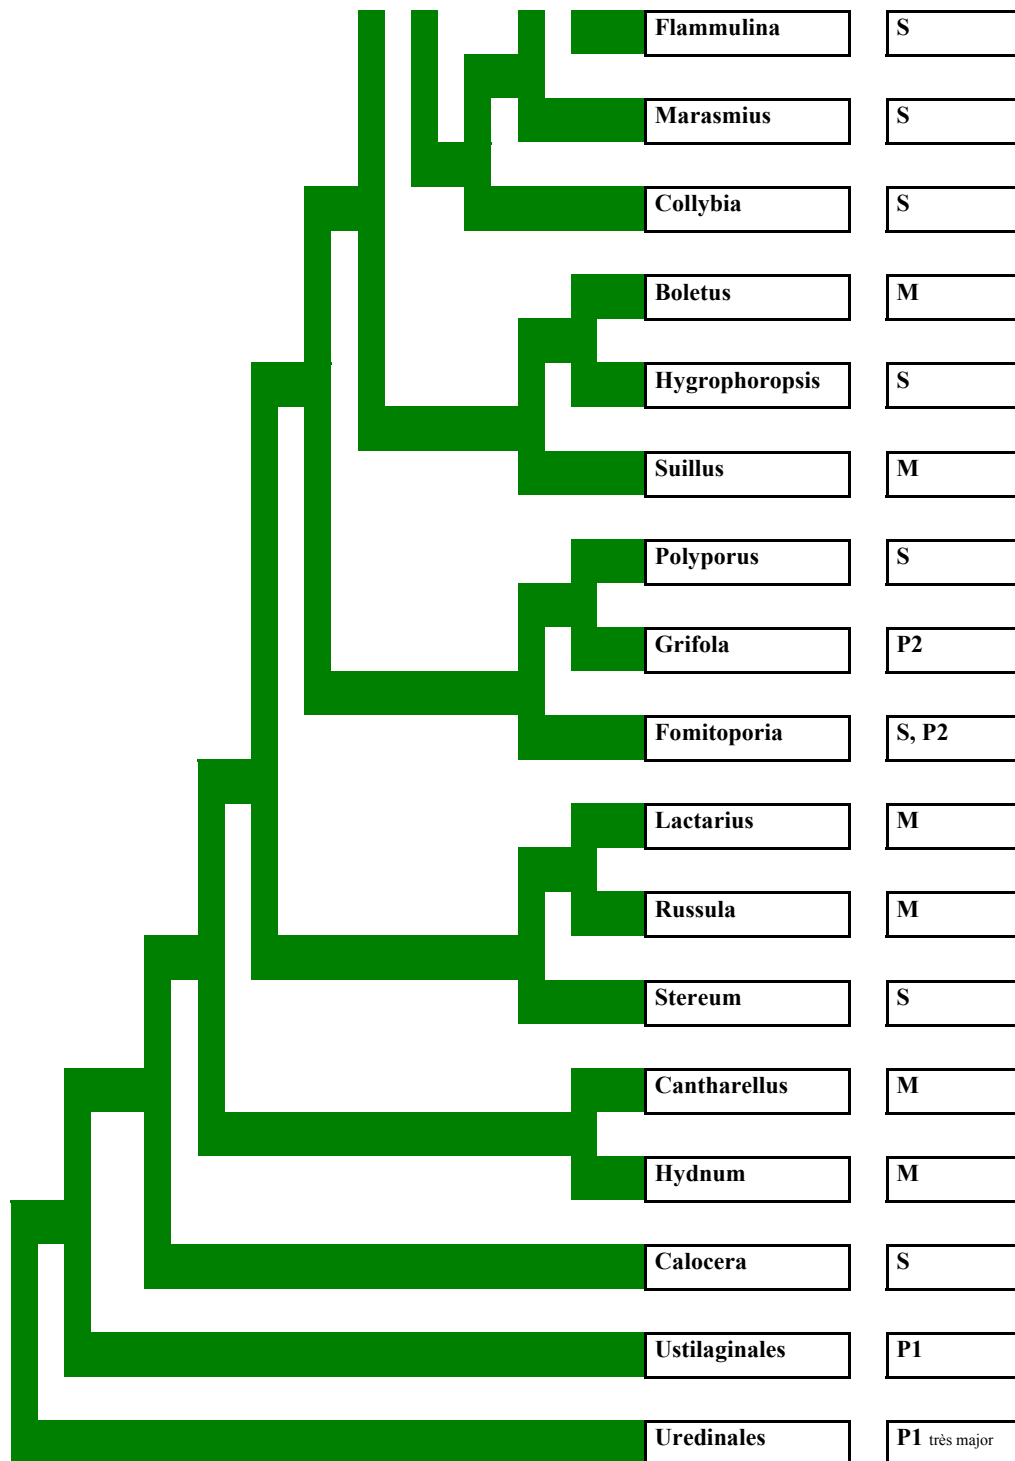 Flammulina S
Marasmius S
Collybia S
Boletus M
Hygrophoropsis S
Suillus M
Polyporus S
Grifola P2
Fomitoporia S, P2
Lactarius M
Russula M
Stereum S
Cantharellus M
Hydnum M
Calocera S
Ustilaginales P1
Uredinales P1 très major